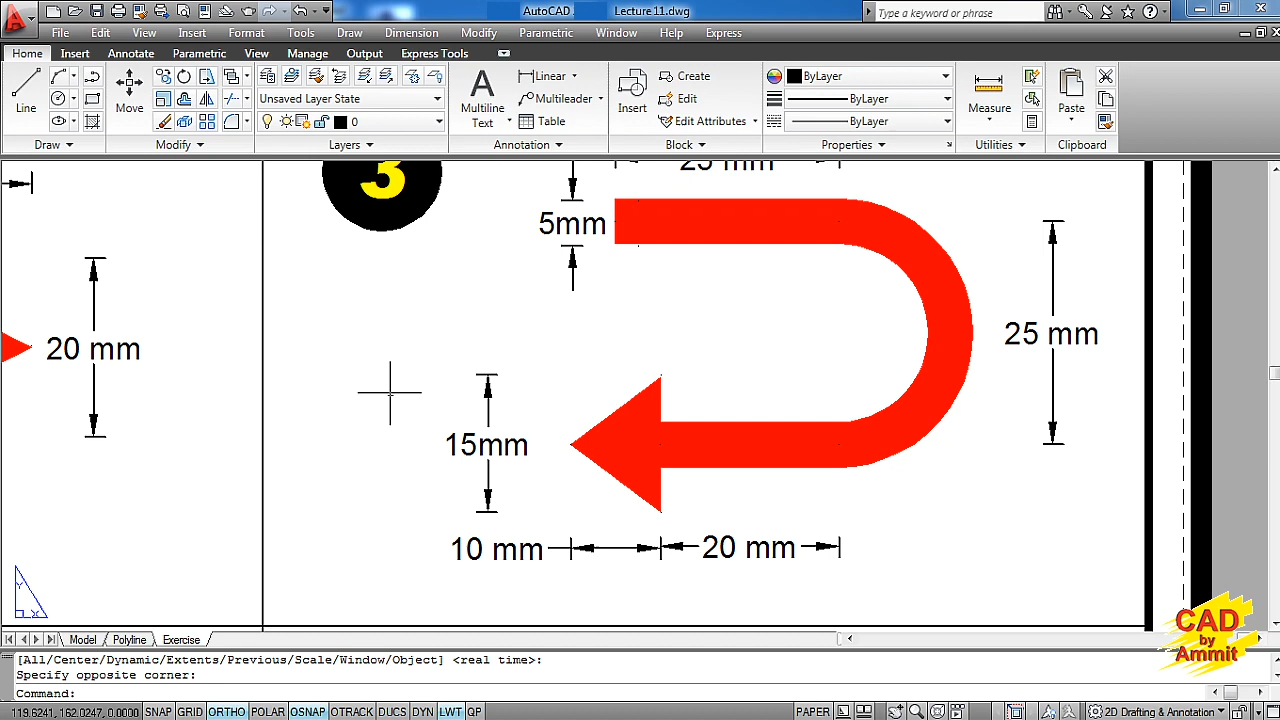 AutoCAD Lecture 11.dwg Type a keyword or phrase
File Edit View Insert Format Tools Draw Dimension Modify Parametric Window Help Express
Home Insert Annotate Parametric View Manage Output Express Tools
Line Move Unsaved Layer State 0 Multiline Text Linear Multileader Table Insert Create Edit Edit Attributes ByLayer ByLayer ByLayer Measure Paste
Draw Modify Layers Annotation Block Properties Utilities Clipboard
3
25 mm
5mm
25 mm
20 mm
15mm
10 mm
20 mm
Y
X
Model Polyline Exercise
[All/Center/Dynamic/Extents/Previous/Scale/Window/Object] <real time>:
Specify opposite corner:
Command:
119.6241, 162.0247, 0.0000 SNAP GRID ORTHO POLAR OSNAP OTRACK DUCS DYN LWT QP PAPER 2D Drafting & Annotation
CAD
by
Ammit